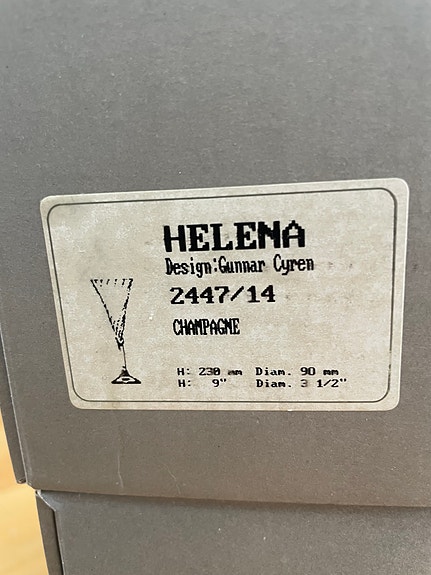 HELENA
Design:Gunnar Cyren
2447/14
CHAMPAGNE
H: 230 mm Diam. 90 mm
H: 9" Diam. 3 1/2"